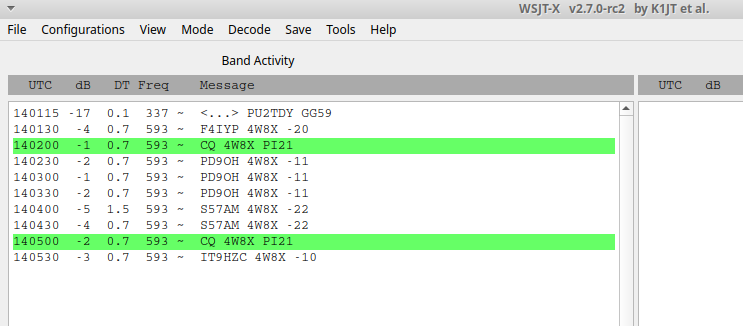 WSJT-X   v2.7.0-rc2   by K1JT et al.
File   Configurations   View   Mode   Decode   Save   Tools   Help
Band Activity
UTC   dB   DT Freq   Message   UTC   dB
140115 -17  0.1  337 ~  <...> PU2TDY GG59
140130  -4  0.7  593 ~  F4IYP 4W8X -20
140200  -1  0.7  593 ~  CQ 4W8X PI21
140230  -2  0.7  593 ~  PD9OH 4W8X -11
140300  -1  0.7  593 ~  PD9OH 4W8X -11
140330  -2  0.7  593 ~  PD9OH 4W8X -11
140400  -5  1.5  593 ~  S57AM 4W8X -22
140430  -4  0.7  593 ~  S57AM 4W8X -22
140500  -2  0.7  593 ~  CQ 4W8X PI21
140530  -3  0.7  593 ~  IT9HZC 4W8X -10